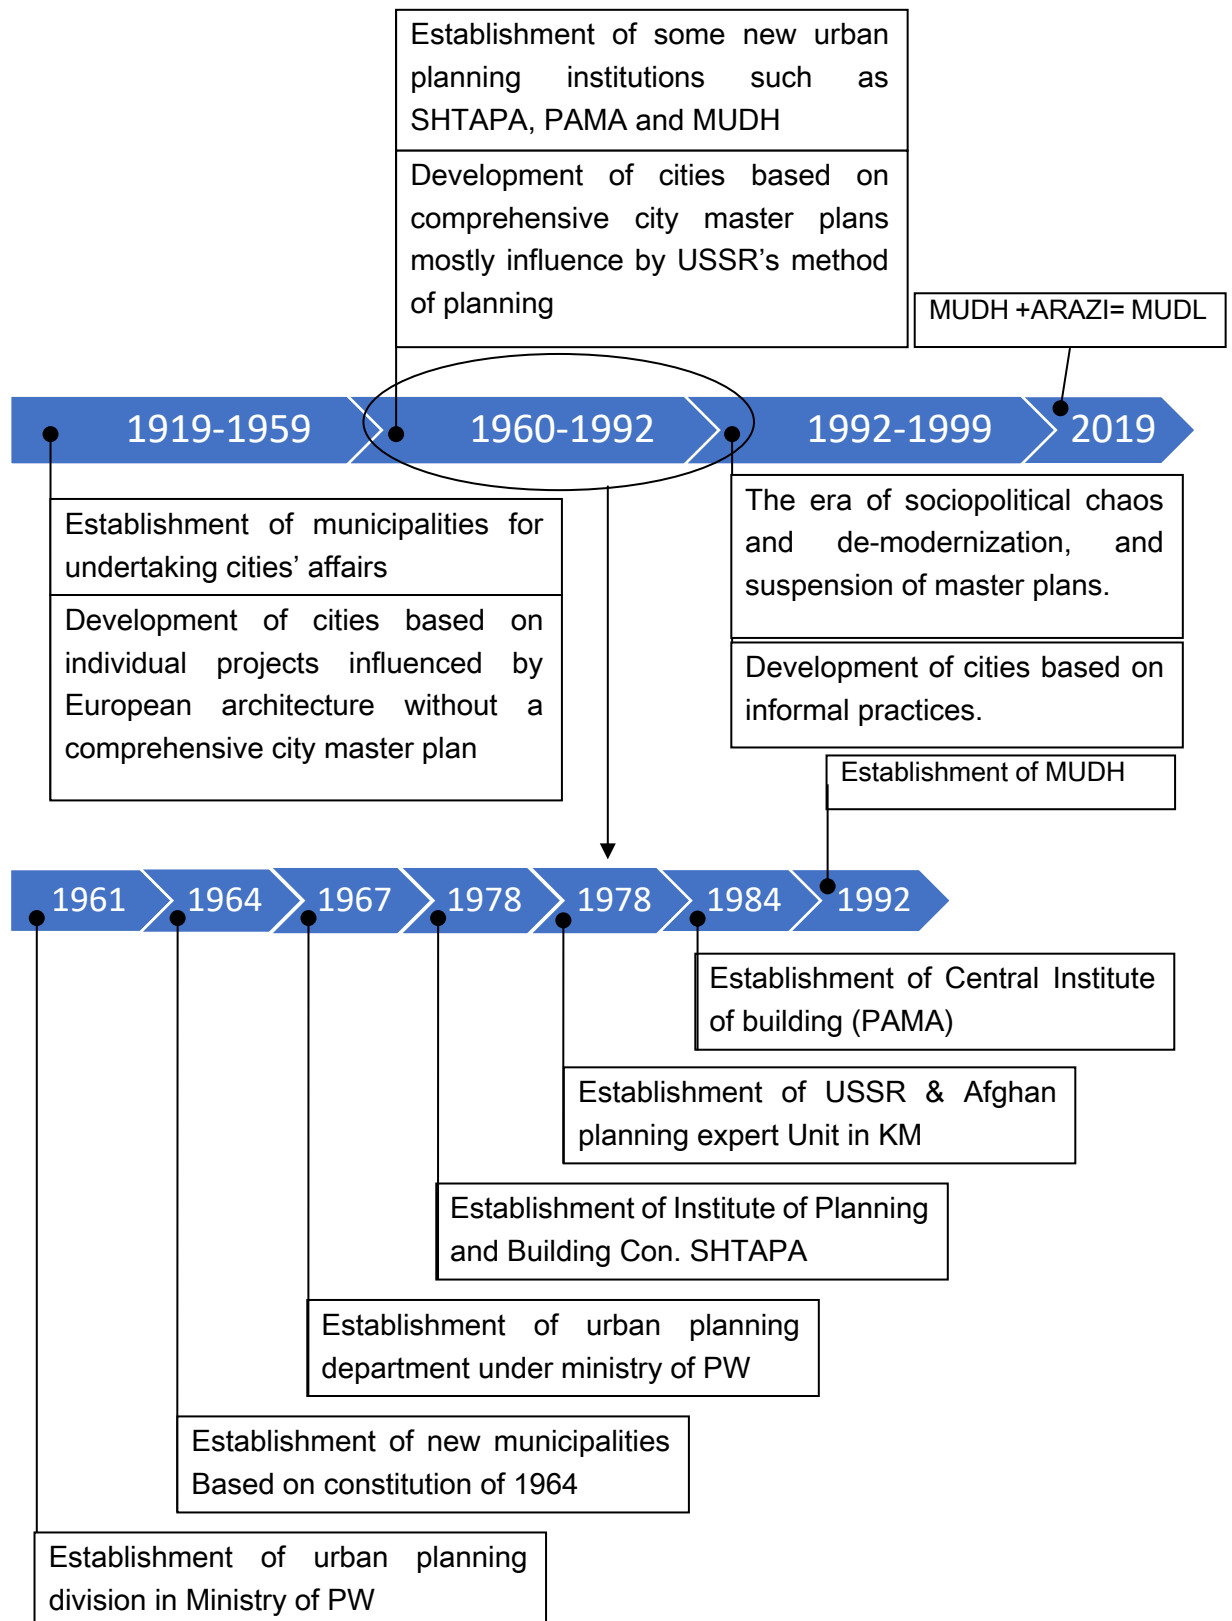 Establishment of some new urban
planning institutions such as
SHTAPA, PAMA and MUDH
Development of cities based on
comprehensive city master plans
mostly influence by USSR’s method
of planning
MUDH +ARAZI= MUDL
1919-1959
1960-1992
1992-1999
2019
Establishment of municipalities for
undertaking cities’ affairs
Development of cities based on
individual projects influenced by
European architecture without a
comprehensive city master plan
The era of sociopolitical chaos
and de-modernization, and
suspension of master plans.
Development of cities based on
informal practices.
Establishment of MUDH
1961
1964
1967
1978
1978
1984
1992
Establishment of Central Institute
of building (PAMA)
Establishment of USSR & Afghan
planning expert Unit in KM
Establishment of Institute of Planning
and Building Con. SHTAPA
Establishment of urban planning
department under ministry of PW
Establishment of new municipalities
Based on constitution of 1964
Establishment of urban planning
division in Ministry of PW